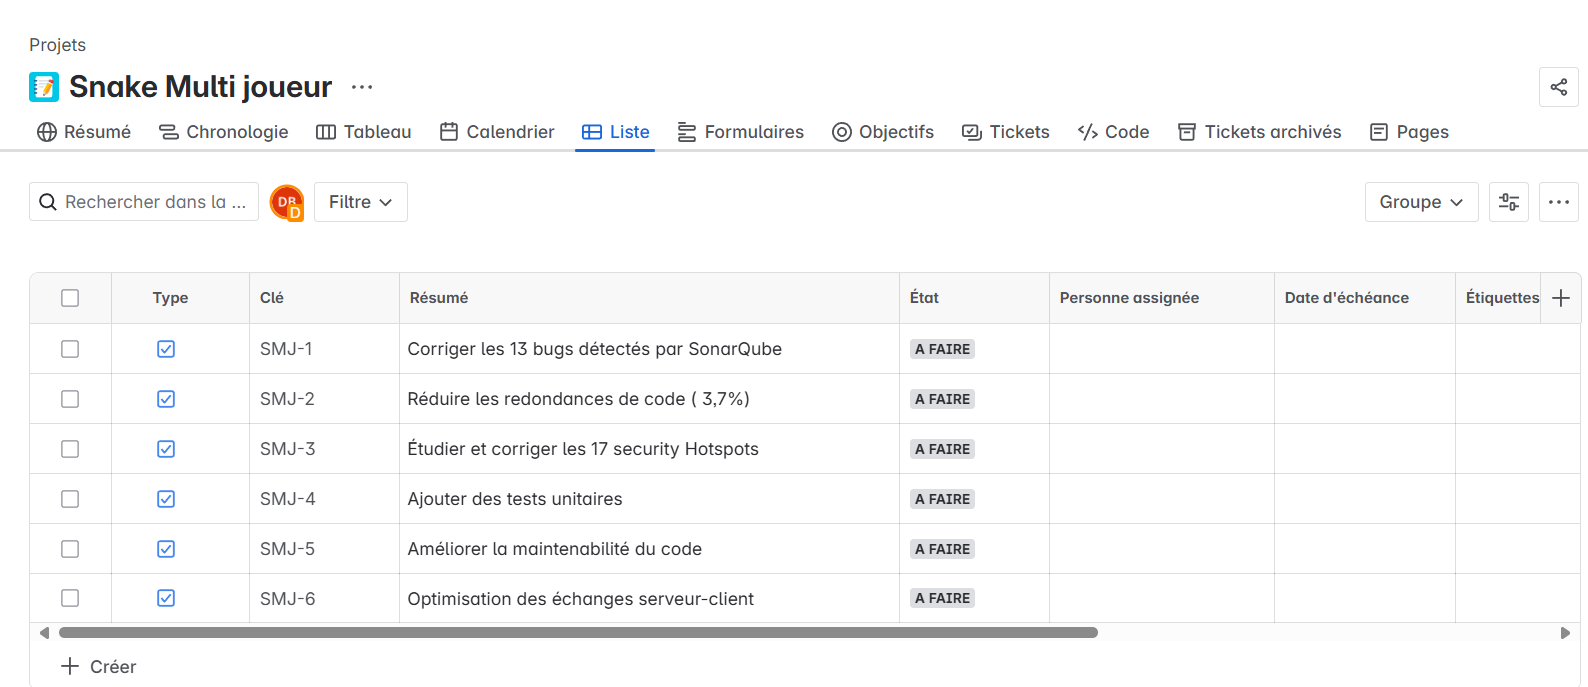 Projets
Snake Multi joueur
Résumé Chronologie Tableau Calendrier Liste Formulaires Objectifs Tickets Code Tickets archivés Pages
Rechercher dans la ... DB D Filtre Groupe
Type Clé Résumé État Personne assignée Date d'échéance Étiquettes
SMJ-1 Corriger les 13 bugs détectés par SonarQube A FAIRE
SMJ-2 Réduire les redondances de code ( 3,7%) A FAIRE
SMJ-3 Étudier et corriger les 17 security Hotspots A FAIRE
SMJ-4 Ajouter des tests unitaires A FAIRE
SMJ-5 Améliorer la maintenabilité du code A FAIRE
SMJ-6 Optimisation des échanges serveur-client A FAIRE
Créer